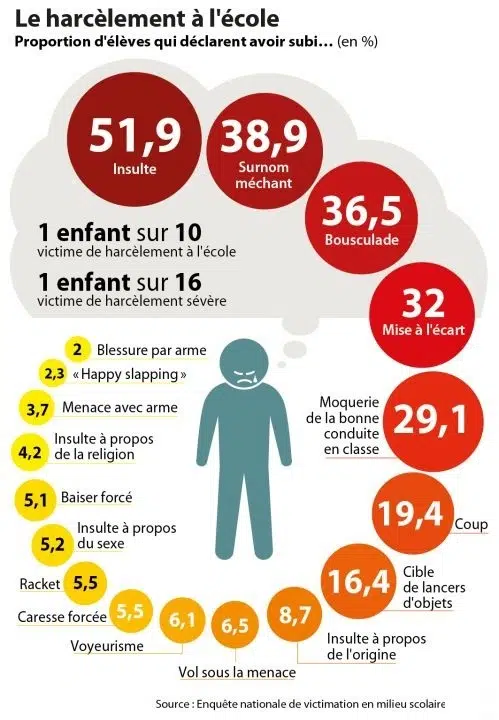 Le harcèlement à l'école
Proportion d'élèves qui déclarent avoir subi... (en %)
51,9
Insulte
38,9
Surnom
méchant
36,5
Bousculade
1 enfant sur 10
victime de harcèlement à l'école
1 enfant sur 16
victime de harcèlement sévère
32
Mise à l'écart
2 Blessure par arme
2,3 « Happy slapping »
3,7 Menace avec arme
4,2 Insulte à propos
de la religion
5,1 Baiser forcé
5,2 Insulte à propos
du sexe
Racket 5,5
Caresse forcée 5,5
6,1
Voyeurisme
6,5
Vol sous la menace
8,7
Insulte à propos
de l'origine
16,4
Cible
de lancers
d'objets
19,4
Coup
Moquerie
de la bonne
conduite
en classe
29,1
Source : Enquête nationale de victimation en milieu scolaire